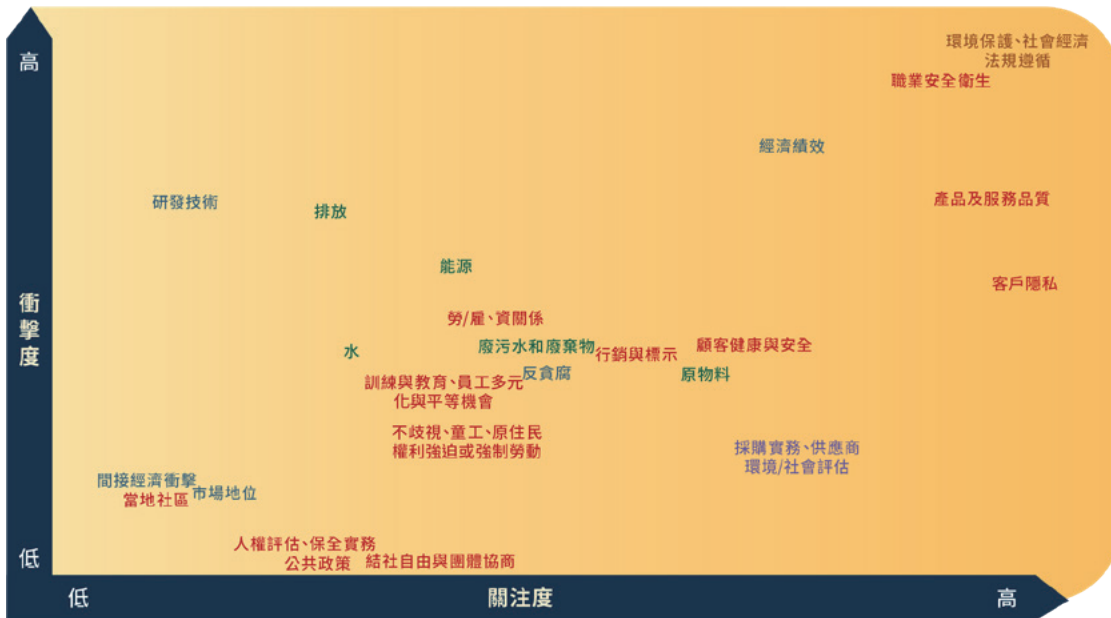 高
環境保護、社會經濟
法規遵循
職業安全衛生
經濟績效
研發技術
排放
產品及服務品質
能源
客戶隱私
衝擊度
勞/雇、資關係
水
廢污水和廢棄物
行銷與標示
顧客健康與安全
反貪腐
原物料
訓練與教育、員工多元
化與平等機會
不歧視、童工、原住民
權利強迫或強制勞動
採購實務、供應商
環境/社會評估
間接經濟衝擊
當地社區
市場地位
人權評估、保全實務
公共政策
結社自由與團體協商
低
低
關注度
高